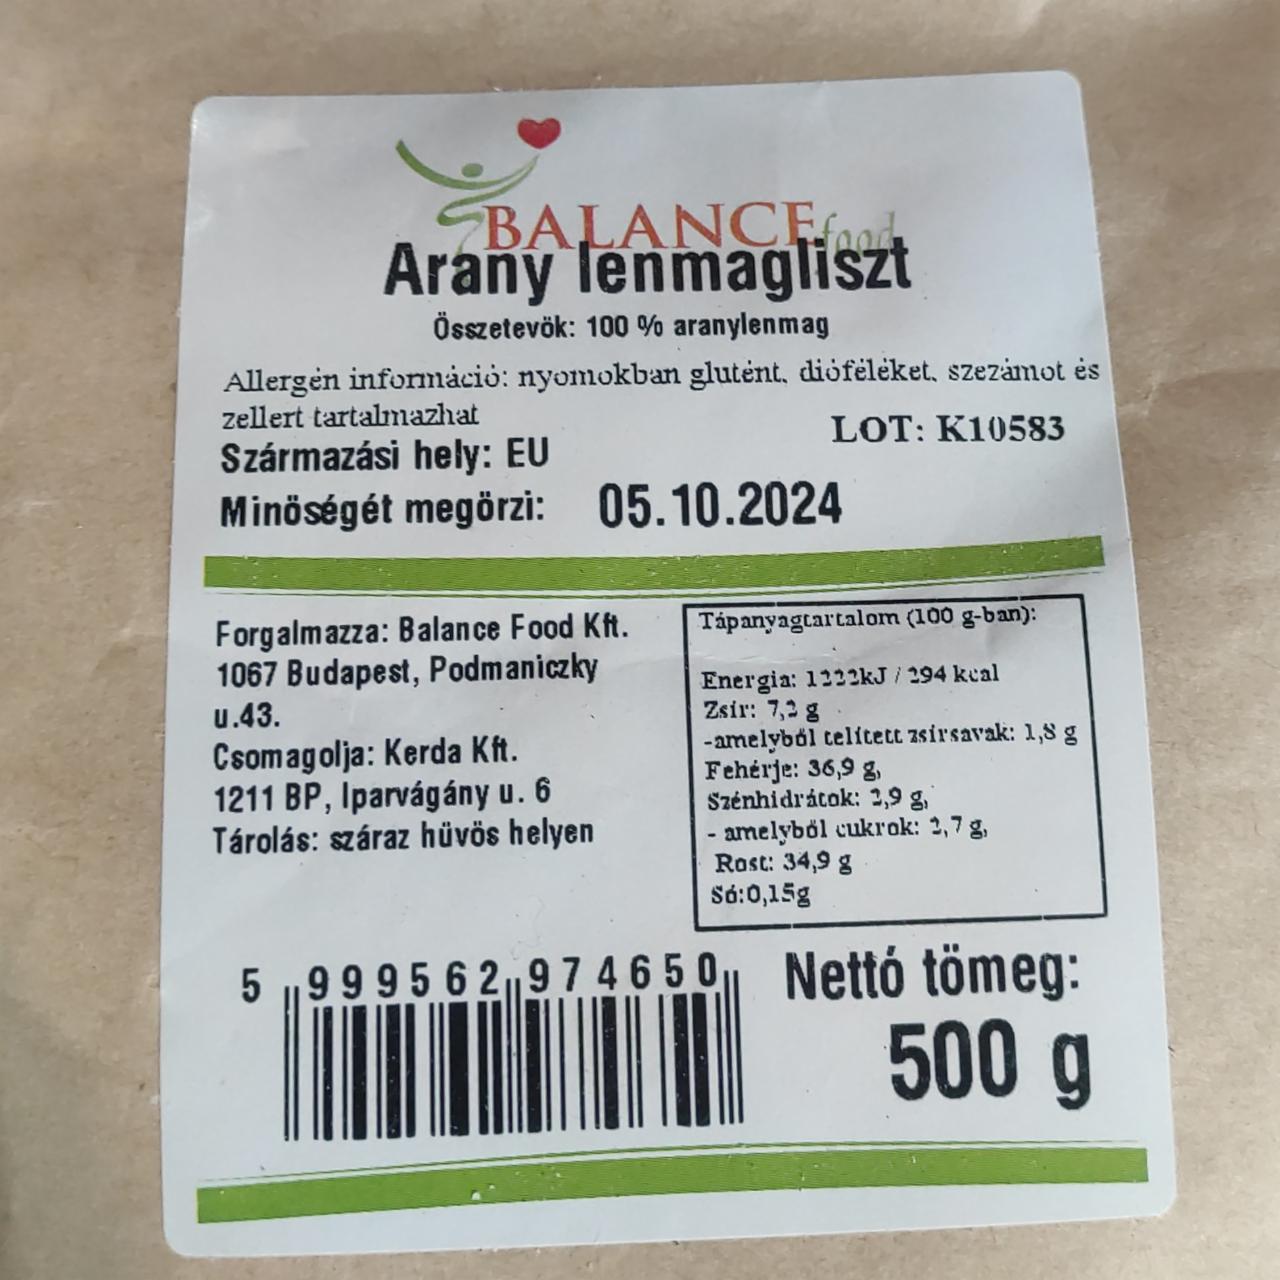 BALANCE food
Arany lenmagliszt
Összetevök: 100 % aranylenmag
Allergén információ: nyomokban glutént, dióféléket, szezámot és
zellert tartalmazhat
LOT: K10583
Származási hely: EU
Minöségét megörzi: 05.10.2024
Forgalmazza: Balance Food Kft.
1067 Budapest, Podmaniczky
u.43.
Csomagolja: Kerda Kft.
1211 BP, Iparvágány u. 6
Tárolás: száraz hüvös helyen
Tápanyagtartalom (100 g-ban):
Energia: 1222kJ / 294 kcal
Zsír: 7,2 g
-amelyből telített zsírsavak: 1,8 g
Fehérje: 36,9 g,
Szénhidrátok: 2,9 g,
- amelyből cukrok: 2,7 g,
Rost: 34,9 g
Só:0,15g
5 999562 974650
Nettó tömeg:
500 g